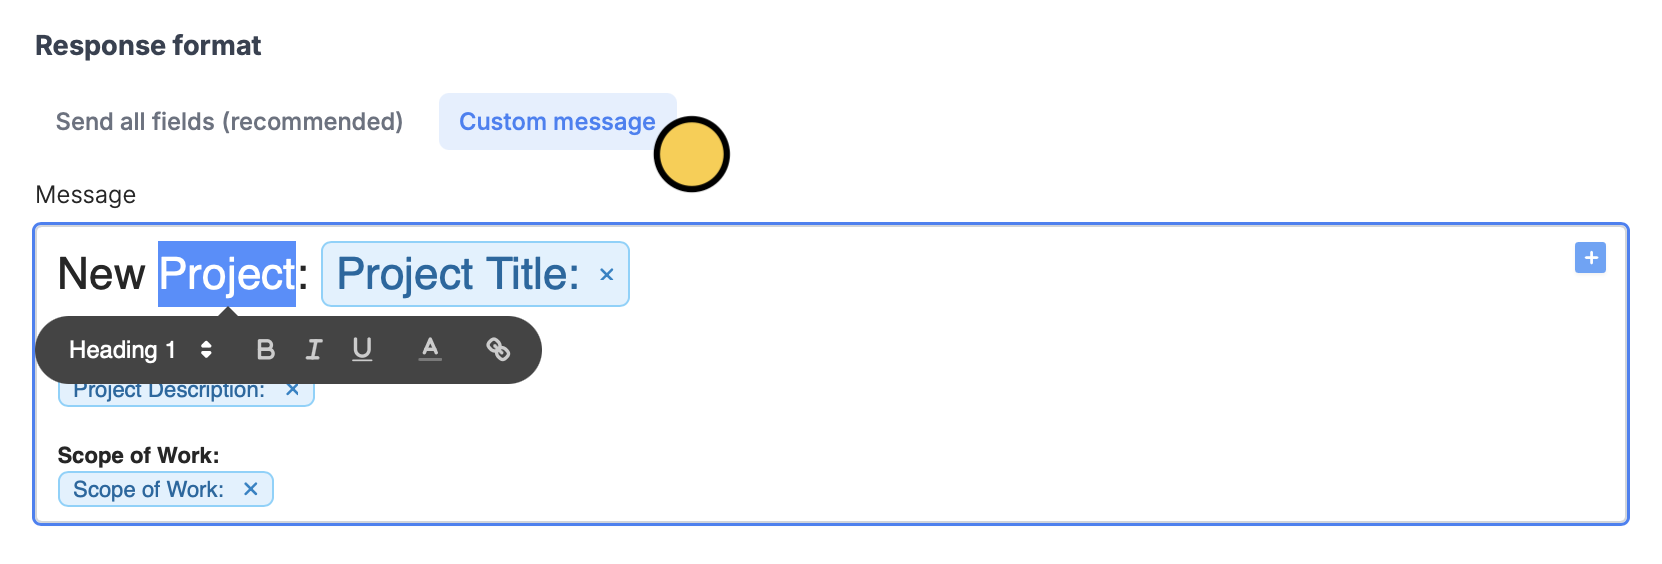 Response format
Send all fields (recommended) Custom message
Message
New Project: Project Title: ×
+
Heading 1 B I U A
Project Description: ×
Scope of Work:
Scope of Work: ×